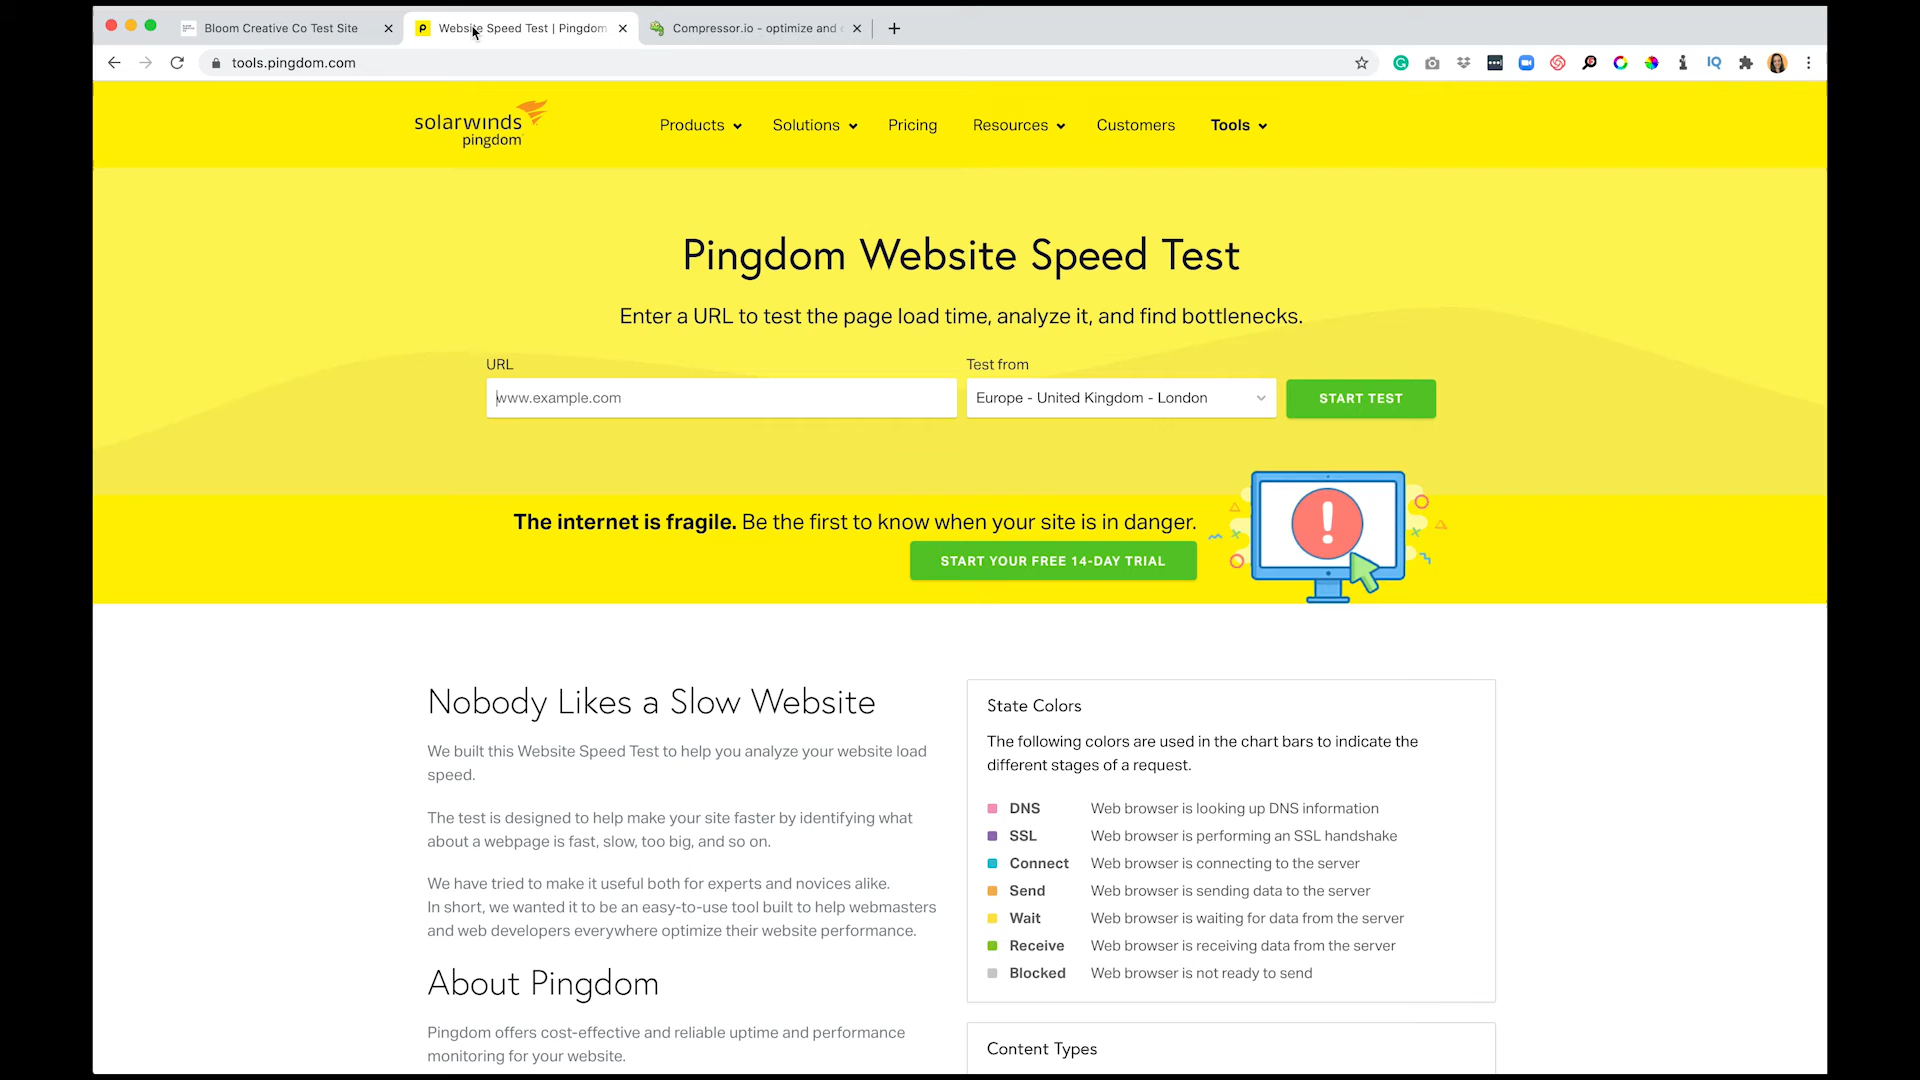 Bloom Creative Co Test Site
Website Speed Test | Pingdom
Compressor.io - optimize and
tools.pingdom.com
IQ
solarwinds
pingdom
Products
Solutions
Pricing
Resources
Customers
Tools
Pingdom Website Speed Test
Enter a URL to test the page load time, analyze it, and find bottlenecks.
URL
Test from
www.example.com
Europe - United Kingdom - London
START TEST
The internet is fragile. Be the first to know when your site is in danger.
START YOUR FREE 14-DAY TRIAL
Nobody Likes a Slow Website
We built this Website Speed Test to help you analyze your website load
speed.
The test is designed to help make your site faster by identifying what
about a webpage is fast, slow, too big, and so on.
We have tried to make it useful both for experts and novices alike.
In short, we wanted it to be an easy-to-use tool built to help webmasters
and web developers everywhere optimize their website performance.
About Pingdom
Pingdom offers cost-effective and reliable uptime and performance
monitoring for your website.
State Colors
The following colors are used in the chart bars to indicate the
different stages of a request.
DNS Web browser is looking up DNS information
SSL Web browser is performing an SSL handshake
Connect Web browser is connecting to the server
Send Web browser is sending data to the server
Wait Web browser is waiting for data from the server
Receive Web browser is receiving data from the server
Blocked Web browser is not ready to send
Content Types